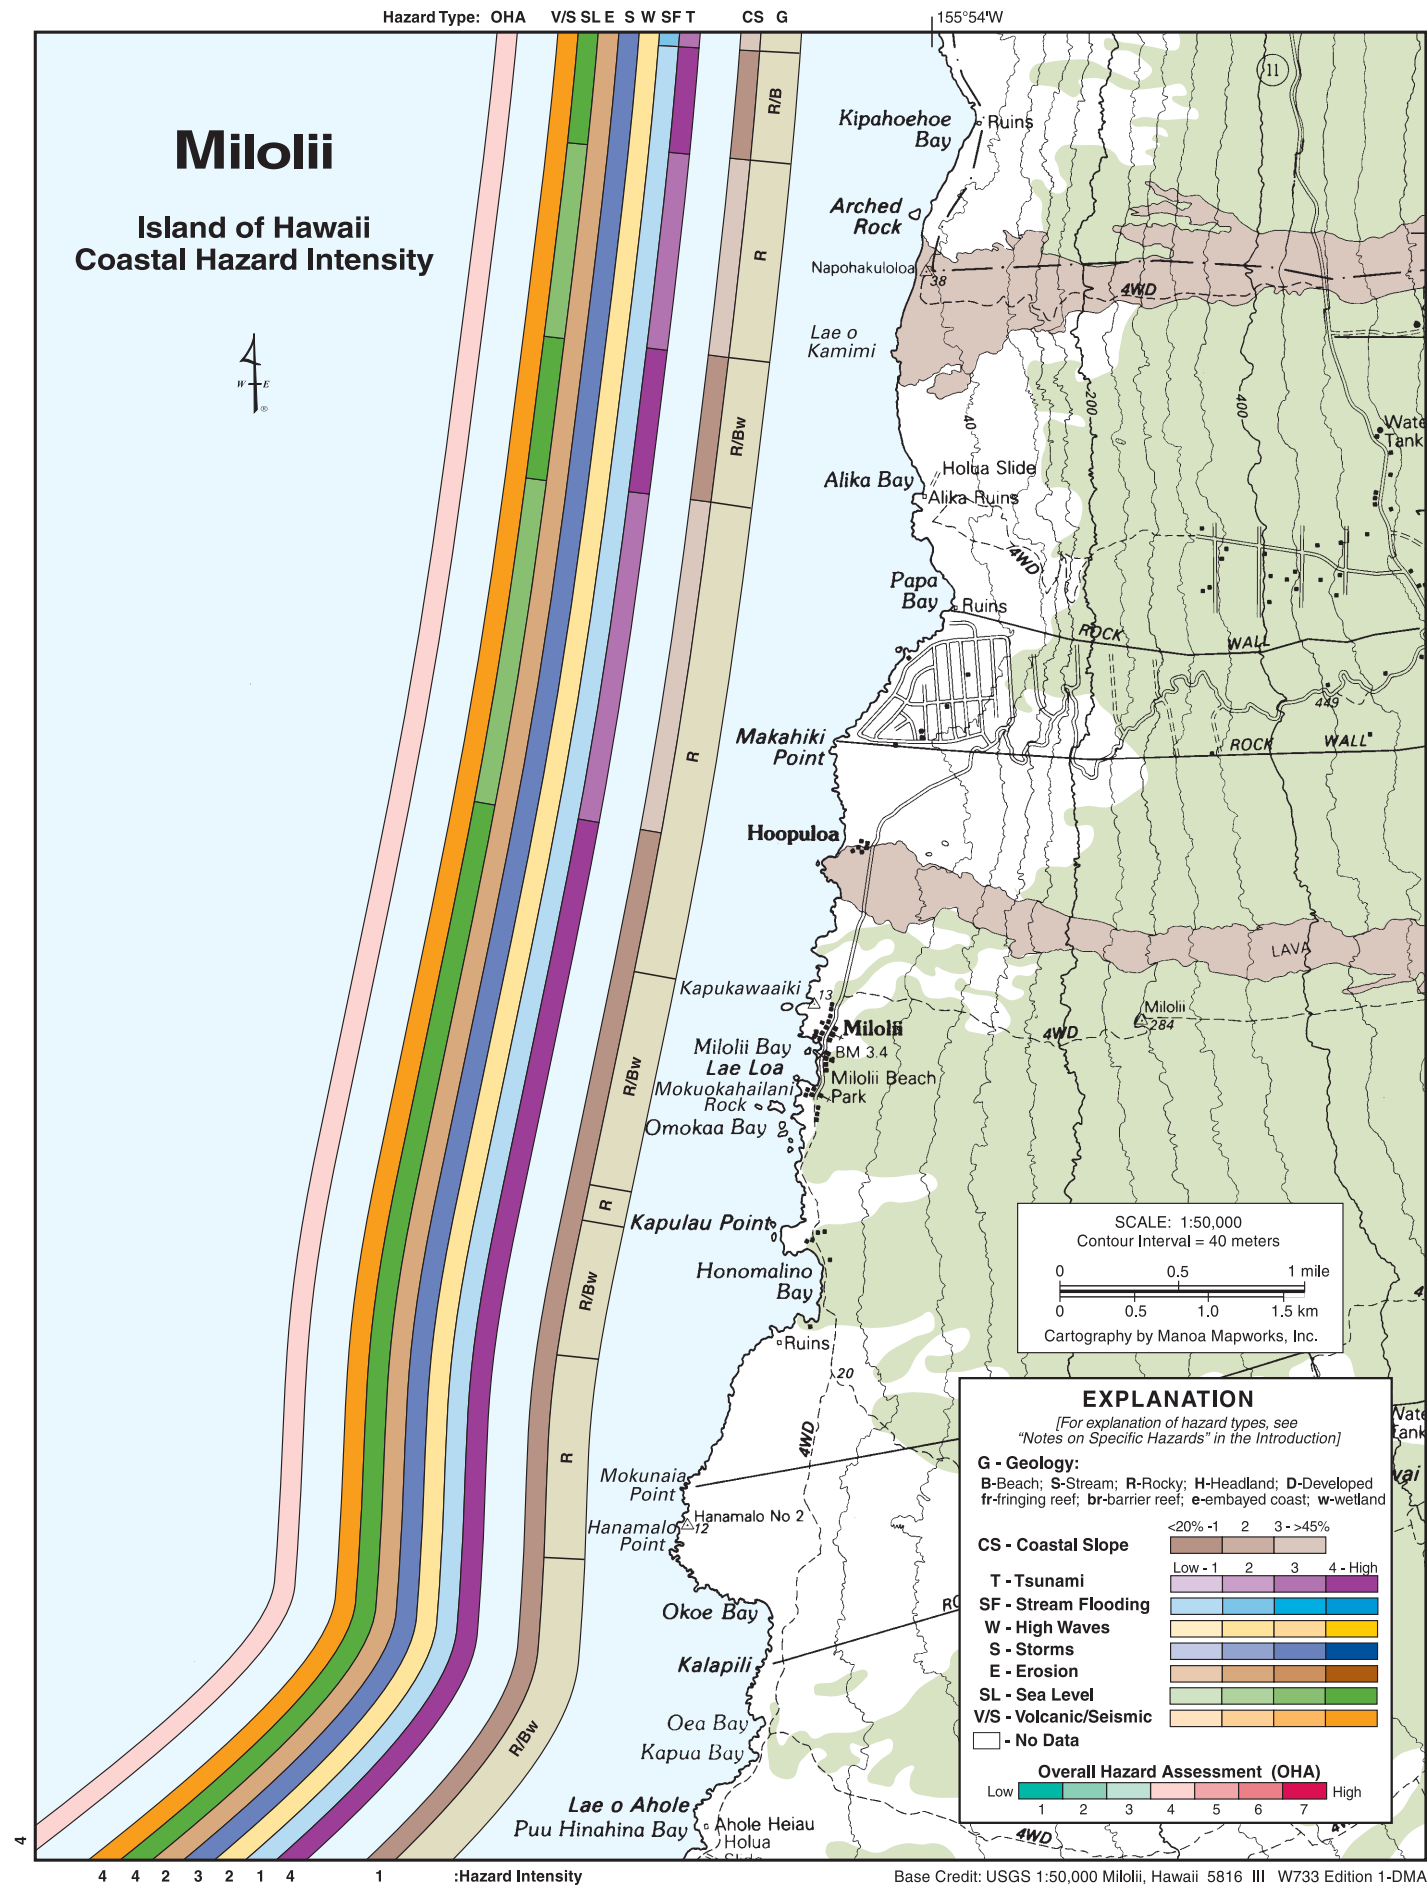 Hazard Type: OHA V/S SL E S W SF T CS G
155°54'W
Milolii
Island of Hawaii
Coastal Hazard Intensity
W E
®
R/B
R
R/Bw
R
R/Bw
R
R/Bw
R
R/Bw
11
Kipahoehoe
Bay
Ruins
Arched
Rock
Napohakuloloa
38
4WD
Lae o
Kamimi
200
400
40
Wate
Tank
Holua Slide
Alika Bay
Alika Ruins
4WD
1
Papa
Bay
Ruins
ROCK WALL
449
Makahiki
Point
ROCK WALL
Hoopuloa
LAVA
Kapukawaaiki
13
Milolii
284
Milolii
4WD
Milolii Bay
BM 3.4
Lae Loa
Milolii Beach
Park
Mokuokahailani
Rock
Omokaa Bay
Kapulau Point
Honomalino
Bay
Ruins
20
4WD
4
SCALE: 1:50,000
Contour Interval = 40 meters
0 0.5 1 mile
0 0.5 1.0 1.5 km
Cartography by Manoa Mapworks, Inc.
Mokunaia
Point
Hanamalo No 2
12
Hanamalo
Point
Okoe Bay
RO
Kalapili
Oea Bay
Kapua Bay
Lae o Ahole
Puu Hinahina Bay
Ahole Heiau
Holua
Slide
4WD
Wate
Tank
vai
EXPLANATION
[For explanation of hazard types, see
"Notes on Specific Hazards" in the Introduction]
G - Geology:
B-Beach; S-Stream; R-Rocky; H-Headland; D-Developed
fr-fringing reef; br-barrier reef; e-embayed coast; w-wetland
<20% -1 2 3 - >45%
CS - Coastal Slope
Low - 1 2 3 4 - High
T - Tsunami
SF - Stream Flooding
W - High Waves
S - Storms
E - Erosion
SL - Sea Level
V/S - Volcanic/Seismic
- No Data
Overall Hazard Assessment (OHA)
Low High
1 2 3 4 5 6 7
4
4 4 2 3 2 1 4 1 :Hazard Intensity
Base Credit: USGS 1:50,000 Milolii, Hawaii 5816 III W733 Edition 1-DMA